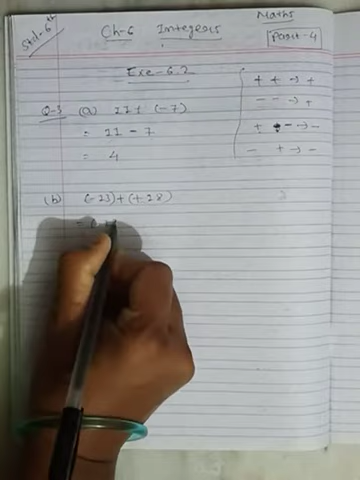 Std-6th
Ch-6 Integers
Maths
Part-4
Exe-6.2
+ + → +
- - → +
+ - → -
- + → -
Q-3 (a) 11 + (-7)
= 11 - 7
= 4
(b) (-13) + (+18)